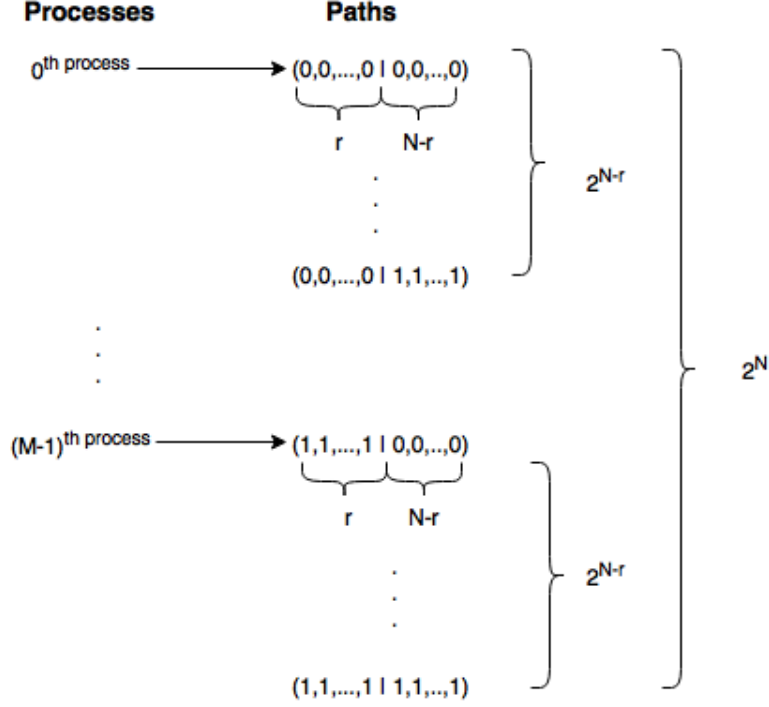 Processes Paths
0th process (0,0,...,0 | 0,0,..,0)
r N-r
2N-r
.
.
.
(0,0,...,0 | 1,1,..,1)
.
.
.
2N
(M-1)th process (1,1,...,1 | 0,0,..,0)
r N-r
2N-r
.
.
.
(1,1,...,1 | 1,1,..,1)